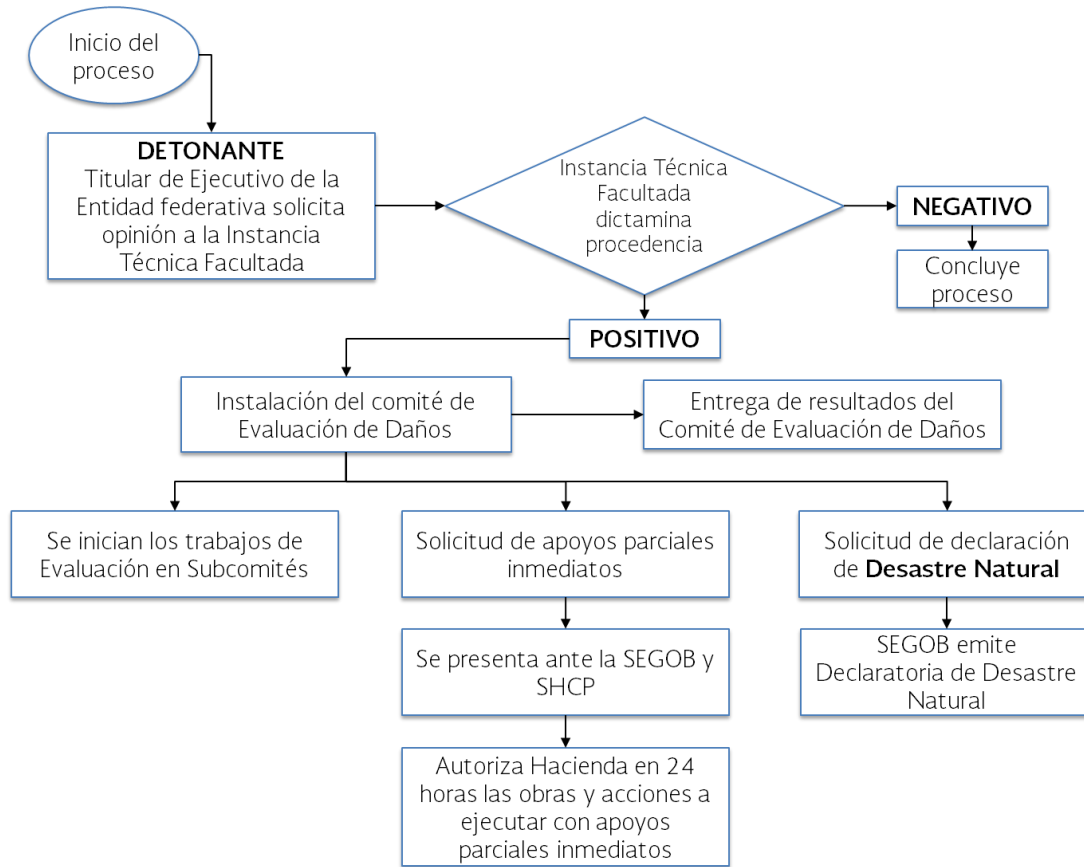 Inicio del
proceso
DETONANTE
Titular de Ejecutivo de la
Entidad federativa solicita
opinión a la Instancia
Técnica Facultada
Instancia Técnica
Facultada
dictamina
procedencia
NEGATIVO
Concluye
proceso
POSITIVO
Instalación del comité de
Evaluación de Daños
Entrega de resultados del
Comité de Evaluación de Daños
Se inician los trabajos de
Evaluación en Subcomités
Solicitud de apoyos parciales
inmediatos
Solicitud de declaración
de Desastre Natural
Se presenta ante la SEGOB y
SHCP
SEGOB emite
Declaratoria de Desastre
Natural
Autoriza Hacienda en 24
horas las obras y acciones a
ejecutar con apoyos
parciales inmediatos